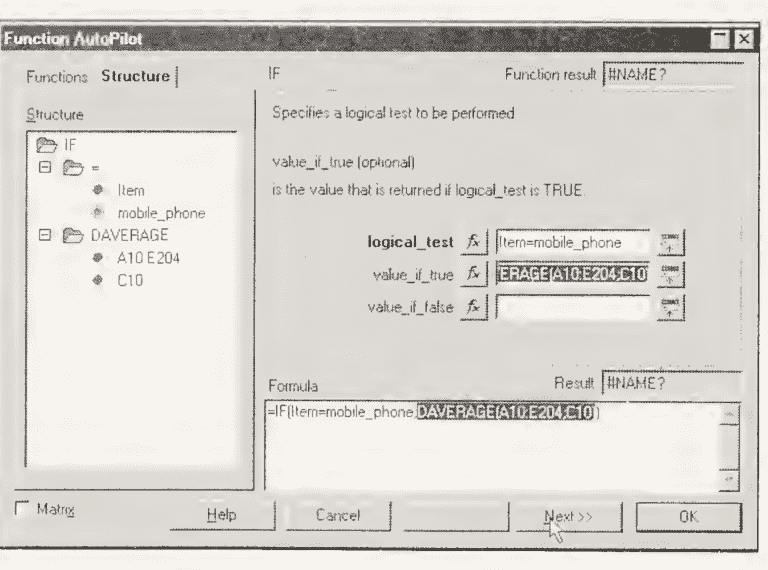 Function AutoPilot
Functions Structure
IF
Function result #NAME?
Structure
IF
=
Item
mobile_phone
DAVERAGE
A10:E204
C10
Specifies a logical test to be performed
value_if_true (optional)
is the value that is returned if logical_test is TRUE.
logical_test fx Item=mobile_phone
value_if_true fx ERAGE(A10;E204;C10)
value_if_false fx
Formula
Result #NAME?
=IF(Item=mobile_phone;DAVERAGE(A10;E204;C10))
Matrix
Help
Cancel
Next >>
OK